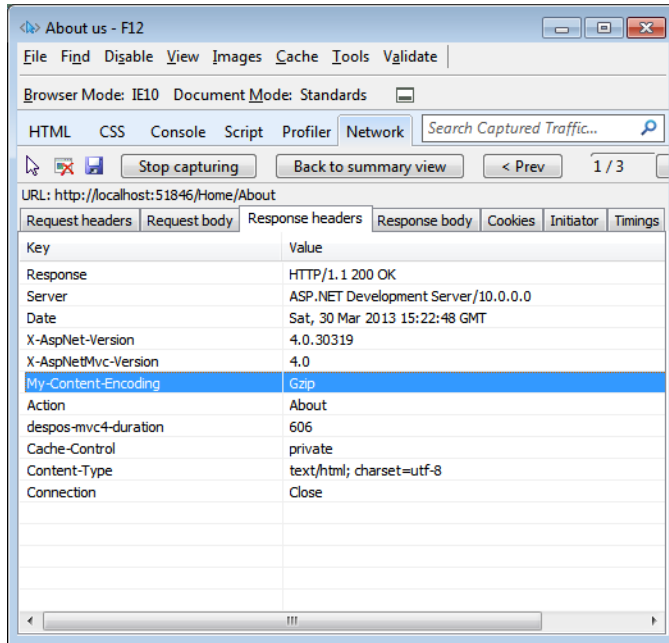 About us - F12
File Find Disable View Images Cache Tools Validate
Browser Mode: IE10 Document Mode: Standards
HTML CSS Console Script Profiler Network Search Captured Traffic...
Stop capturing Back to summary view < Prev 1 / 3
URL: http://localhost:51846/Home/About
Request headers Request body Response headers Response body Cookies Initiator Timings
Key Value
Response HTTP/1.1 200 OK
Server ASP.NET Development Server/10.0.0.0
Date Sat, 30 Mar 2013 15:22:48 GMT
X-AspNet-Version 4.0.30319
X-AspNetMvc-Version 4.0
My-Content-Encoding Gzip
Action About
despos-mvc4-duration 606
Cache-Control private
Content-Type text/html; charset=utf-8
Connection Close